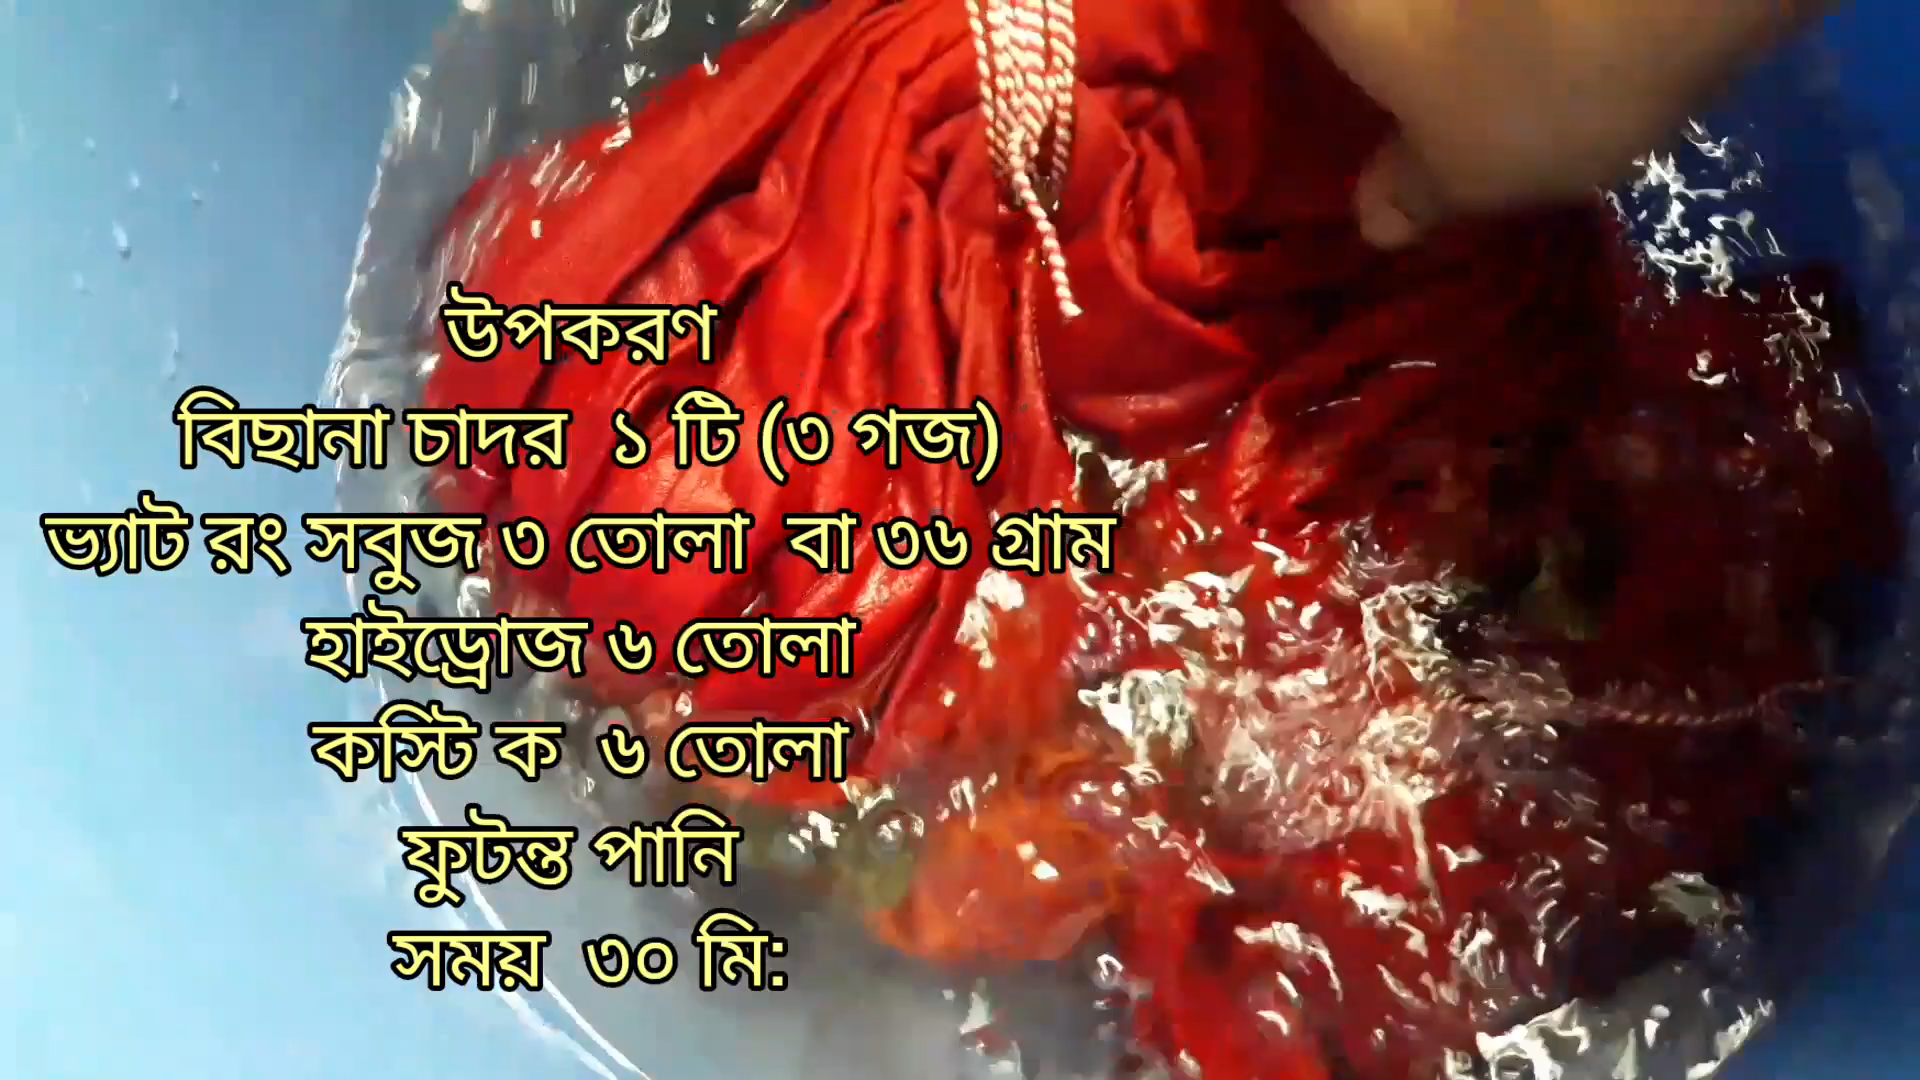 উপকরণ
বিছানা চাদর ১ টি (৩ গজ)
ভ্যাট রং সবুজ ৩ তোলা বা ৩৬ গ্রাম
হাইড্রোজ ৬ তোলা
কস্টি ক ৬ তোলা
ফুটন্ত পানি
সময় ৩০ মি: